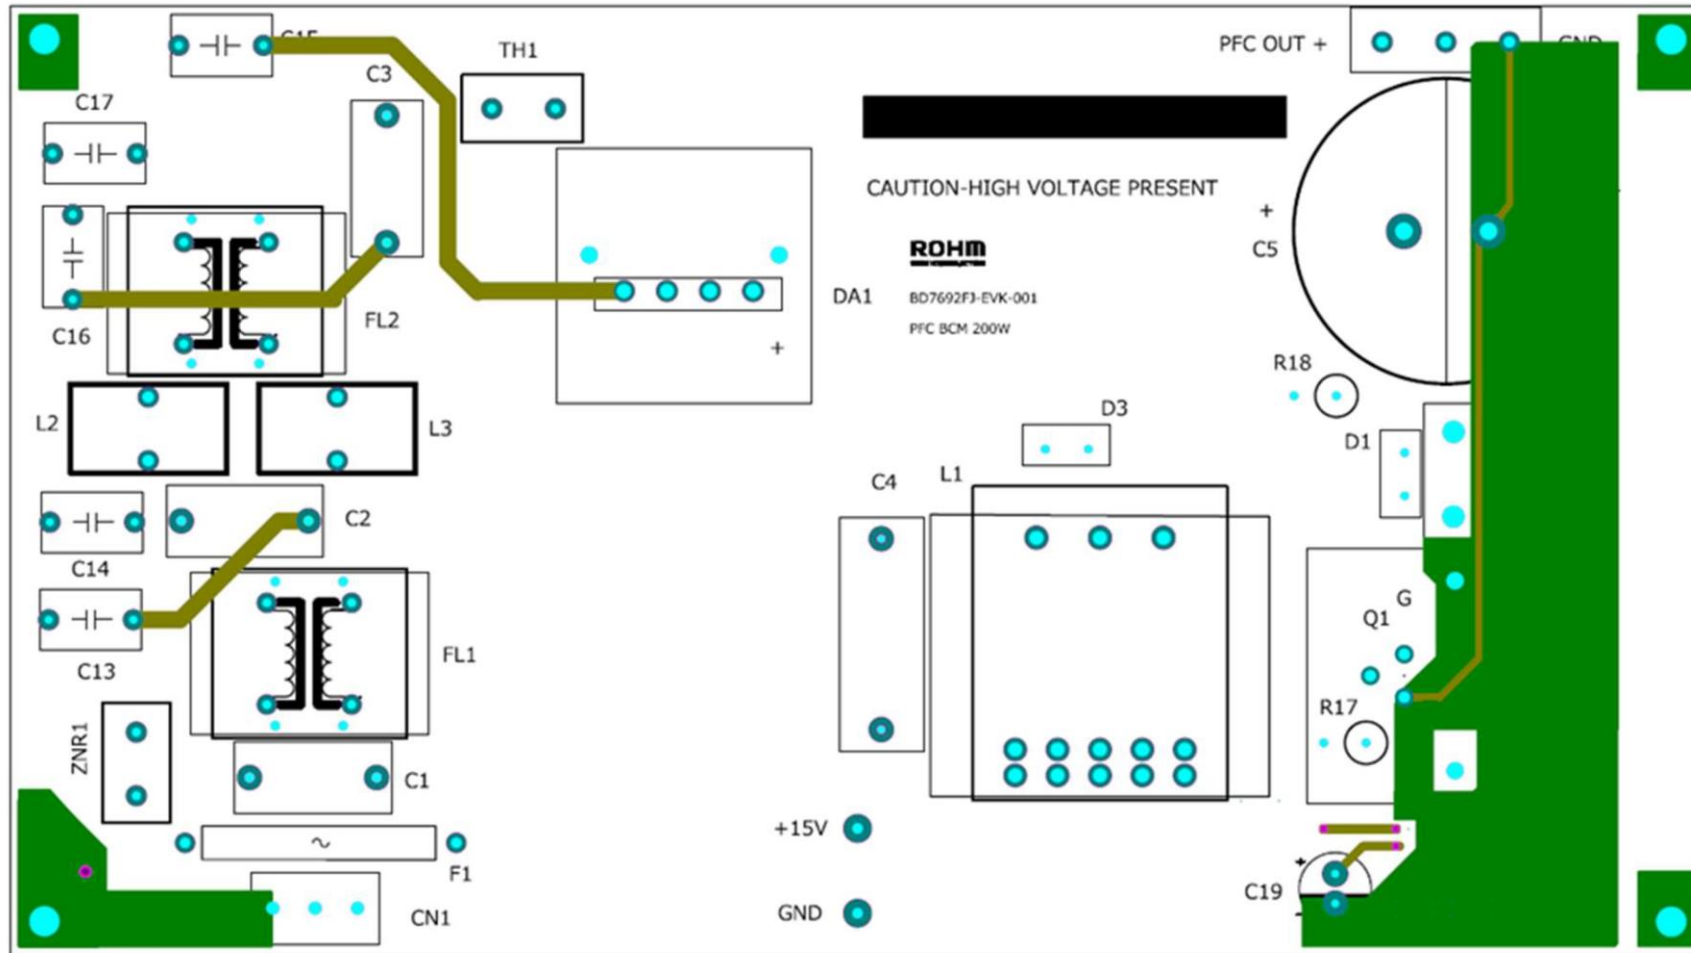 C15
TH1
PFC OUT +
GND
C3
C17
CAUTION-HIGH VOLTAGE PRESENT
+
C5
ROHM
DA1
BD7692FJ-EVK-001
PFC BCM 200W
FL2
C16
+
R18
D3
L2
L3
D1
C4
L1
C2
C14
G
Q1
C13
FL1
R17
ZNR1
C1
+15V
~
F1
+
C19
GND
CN1
-